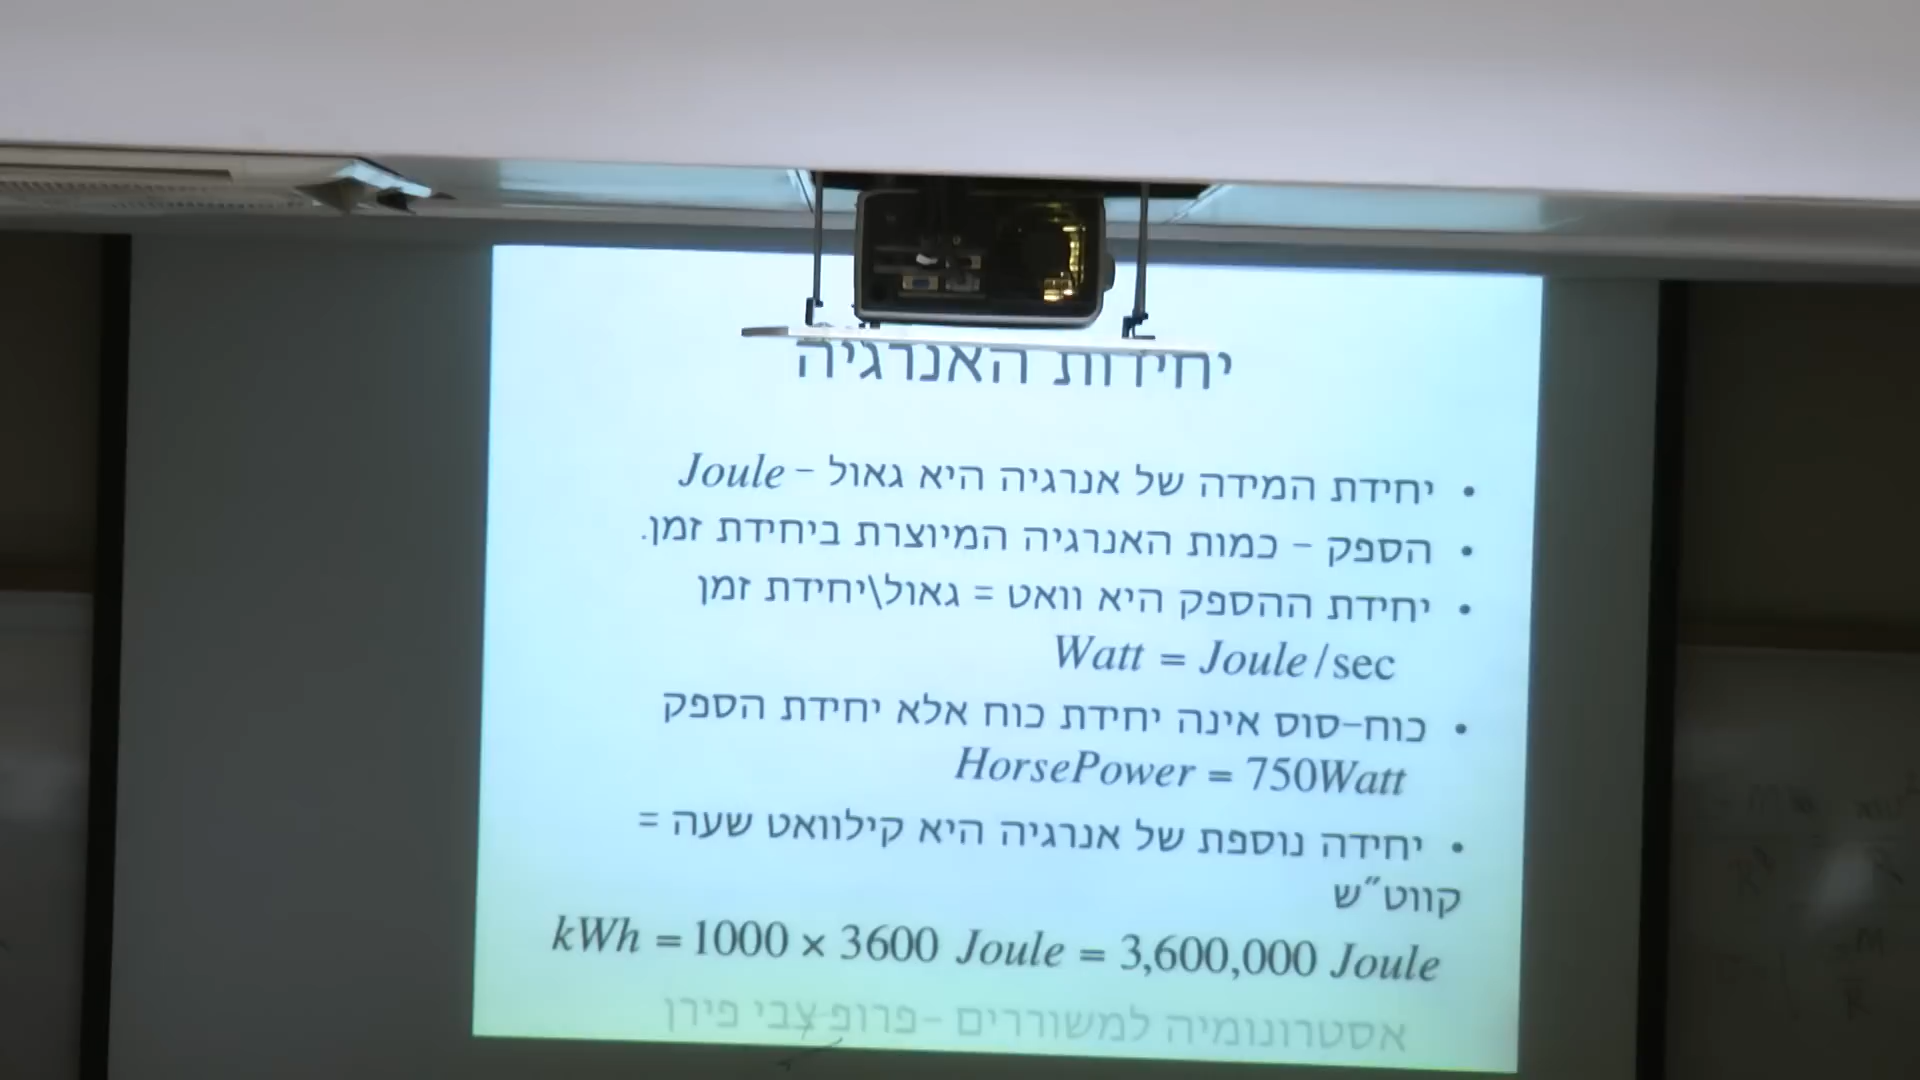 יחידות האנרגיה
• יחידת המידה של אנרגיה היא גאול – Joule
• הספק – כמות האנרגיה המיוצרת ביחידת זמן.
• יחידת ההספק היא וואט = גאול\יחידת זמן
Watt = Joule/sec
• כוח-סוס אינה יחידת כוח אלא יחידת הספק
HorsePower = 750Watt
• יחידה נוספת של אנרגיה היא קילוואט שעה =
קווט"ש
kWh = 1000 × 3600 Joule = 3,600,000 Joule
אסטרונומיה למשוררים -פרופ צבי פירן